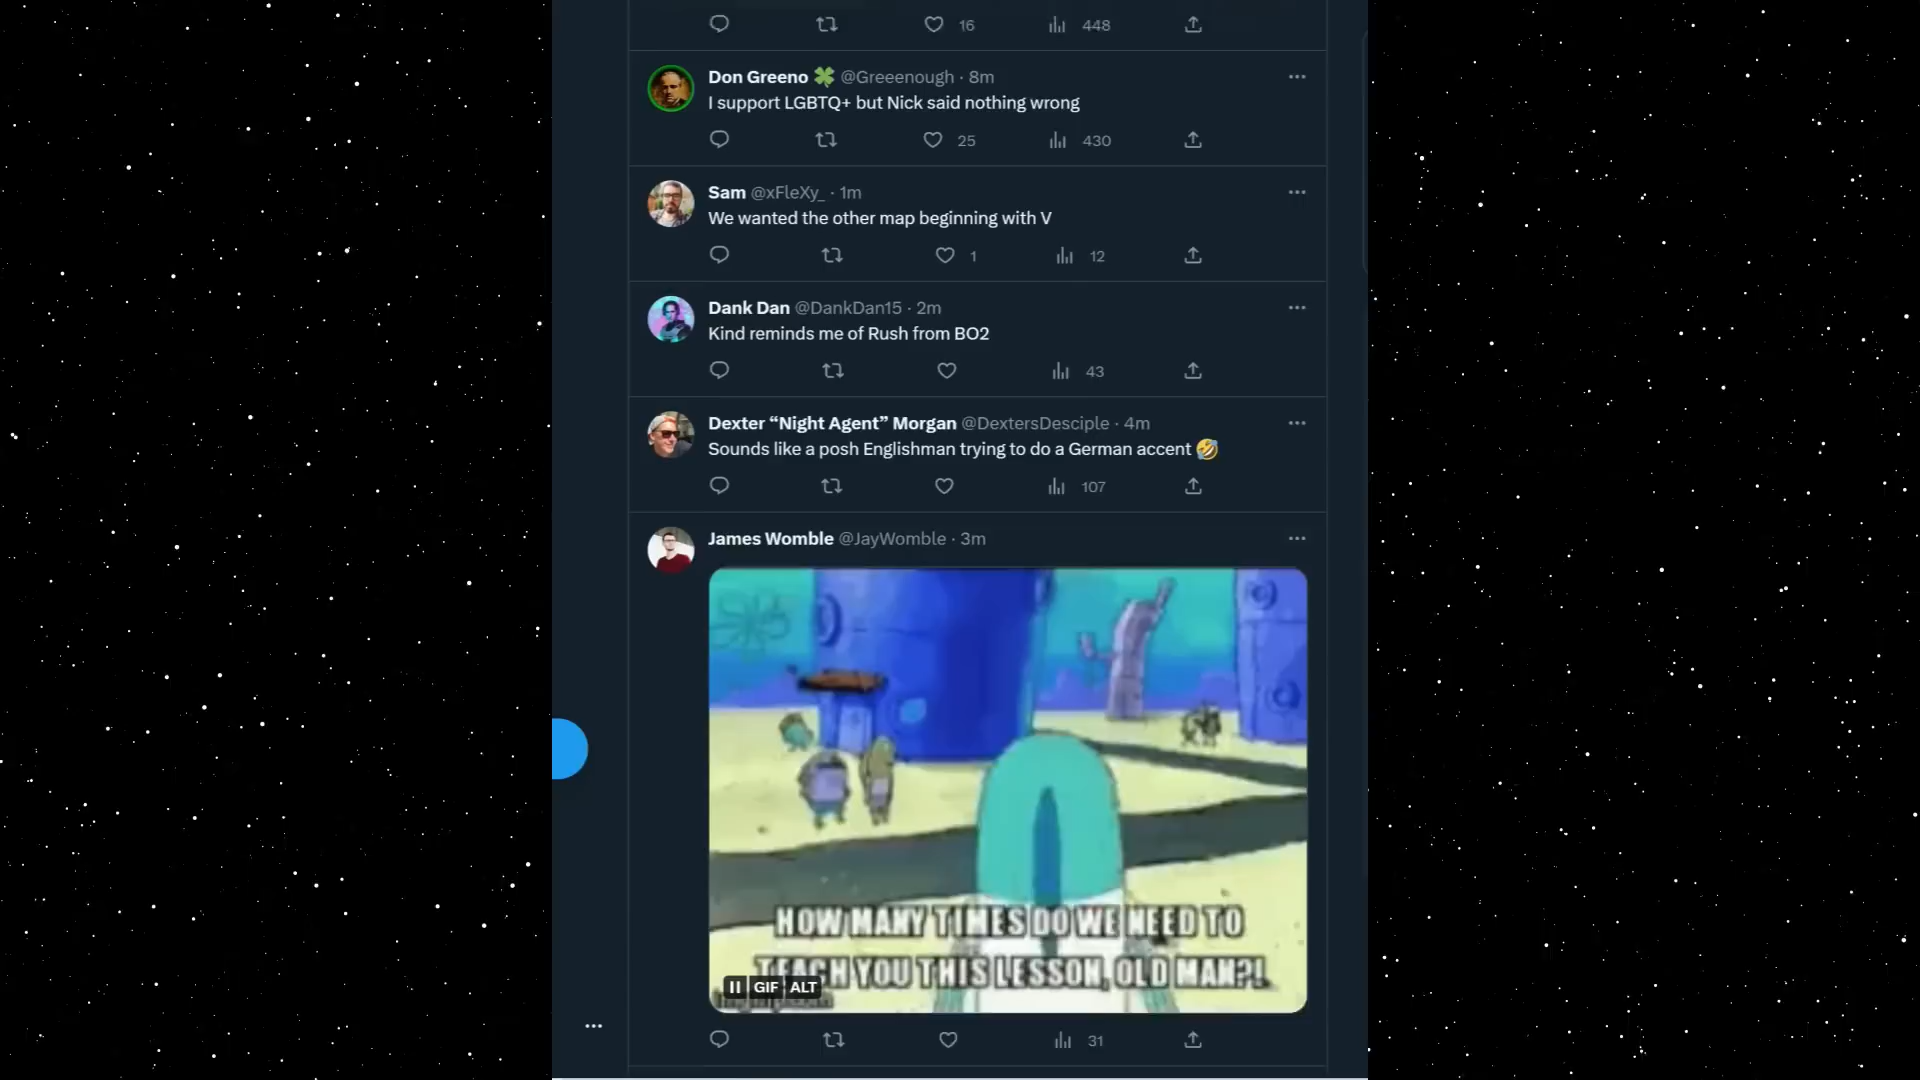 16 448
Don Greeno 🍀 @Greeenough · 8m ···
I support LGBTQ+ but Nick said nothing wrong
25 430
Sam @xFleXy_ · 1m ···
We wanted the other map beginning with V
1 12
Dank Dan @DankDan15 · 2m ···
Kind reminds me of Rush from BO2
43
Dexter “Night Agent” Morgan @DextersDesciple · 4m ···
Sounds like a posh Englishman trying to do a German accent 🤣
107
James Womble @JayWomble · 3m ···
HOW MANY TIMES DO WE NEED TO
TEACH YOU THIS LESSON, OLD MAN?!
GIF ALT
···
31